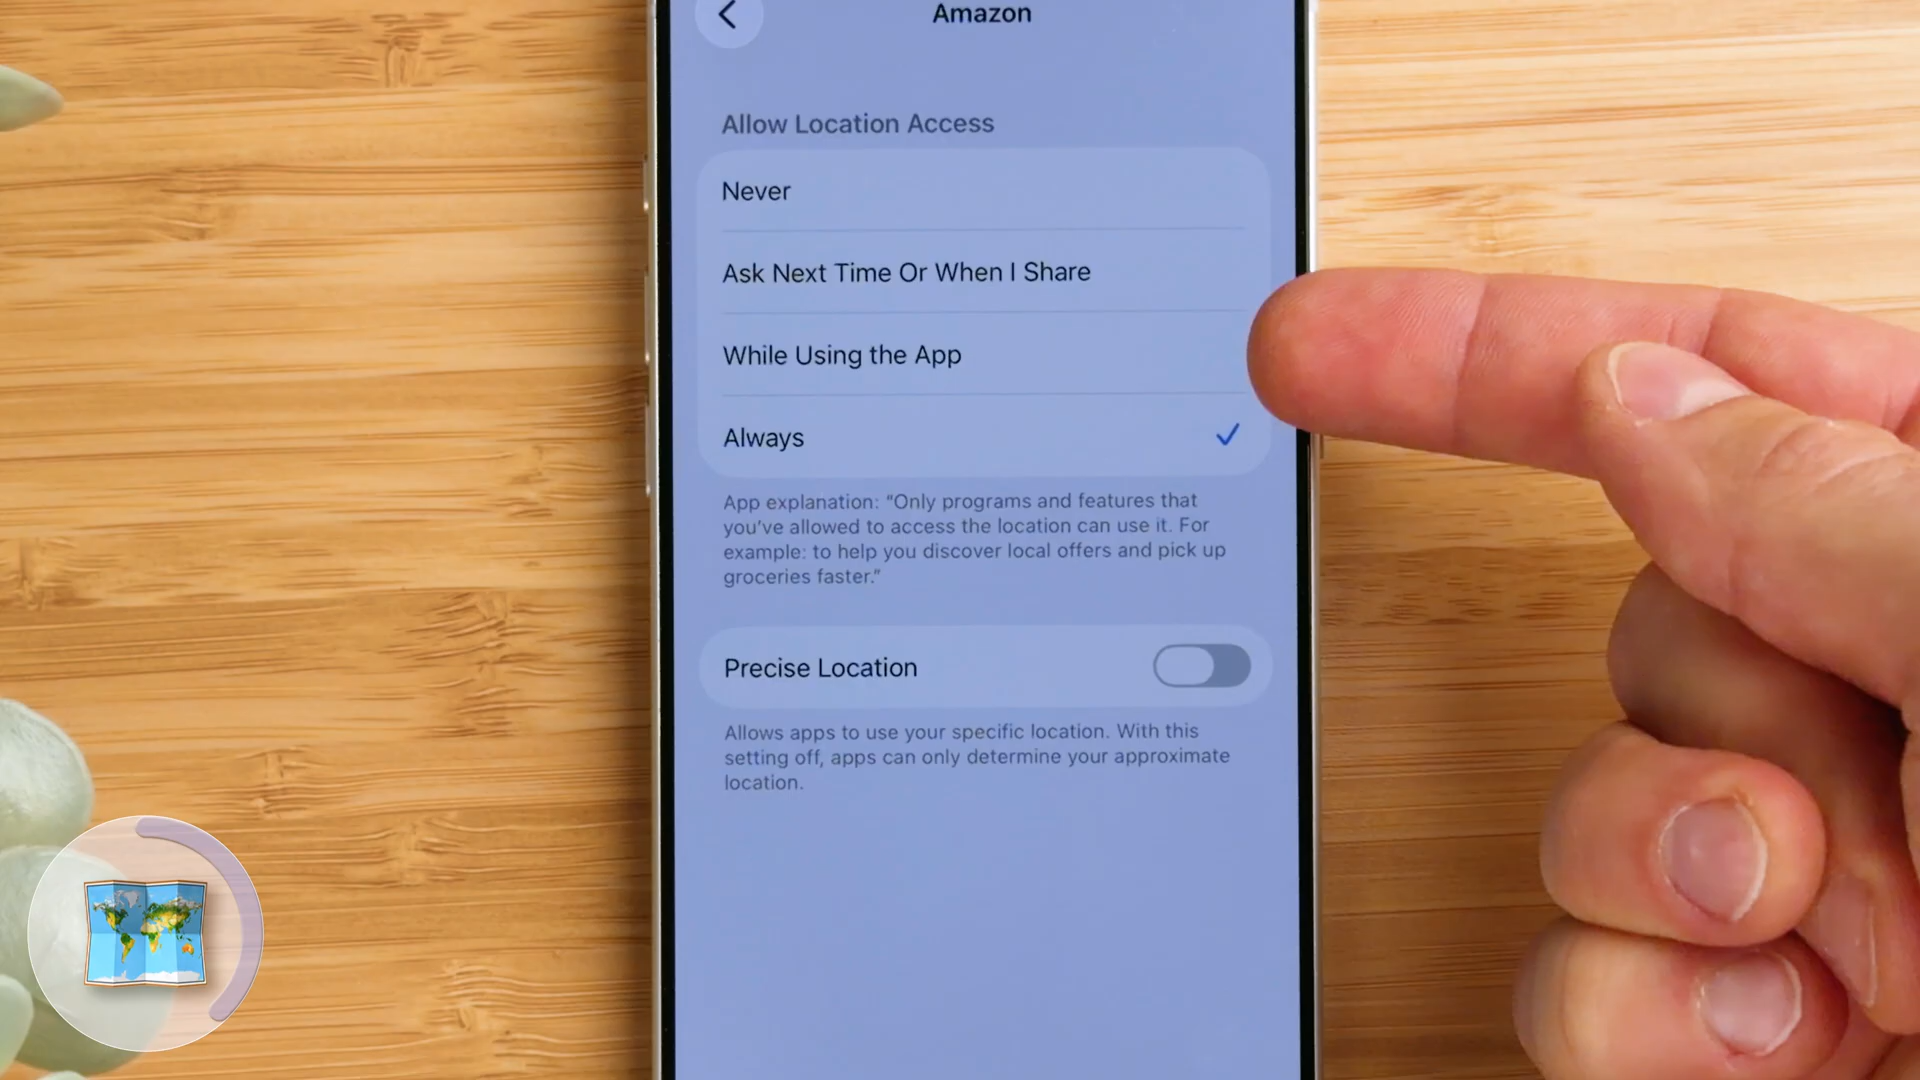 Amazon
Allow Location Access
Never
Ask Next Time Or When I Share
While Using the App
Always
App explanation: “Only programs and features that
you’ve allowed to access the location can use it. For
example: to help you discover local offers and pick up
groceries faster.”
Precise Location
Allows apps to use your specific location. With this
setting off, apps can only determine your approximate
location.